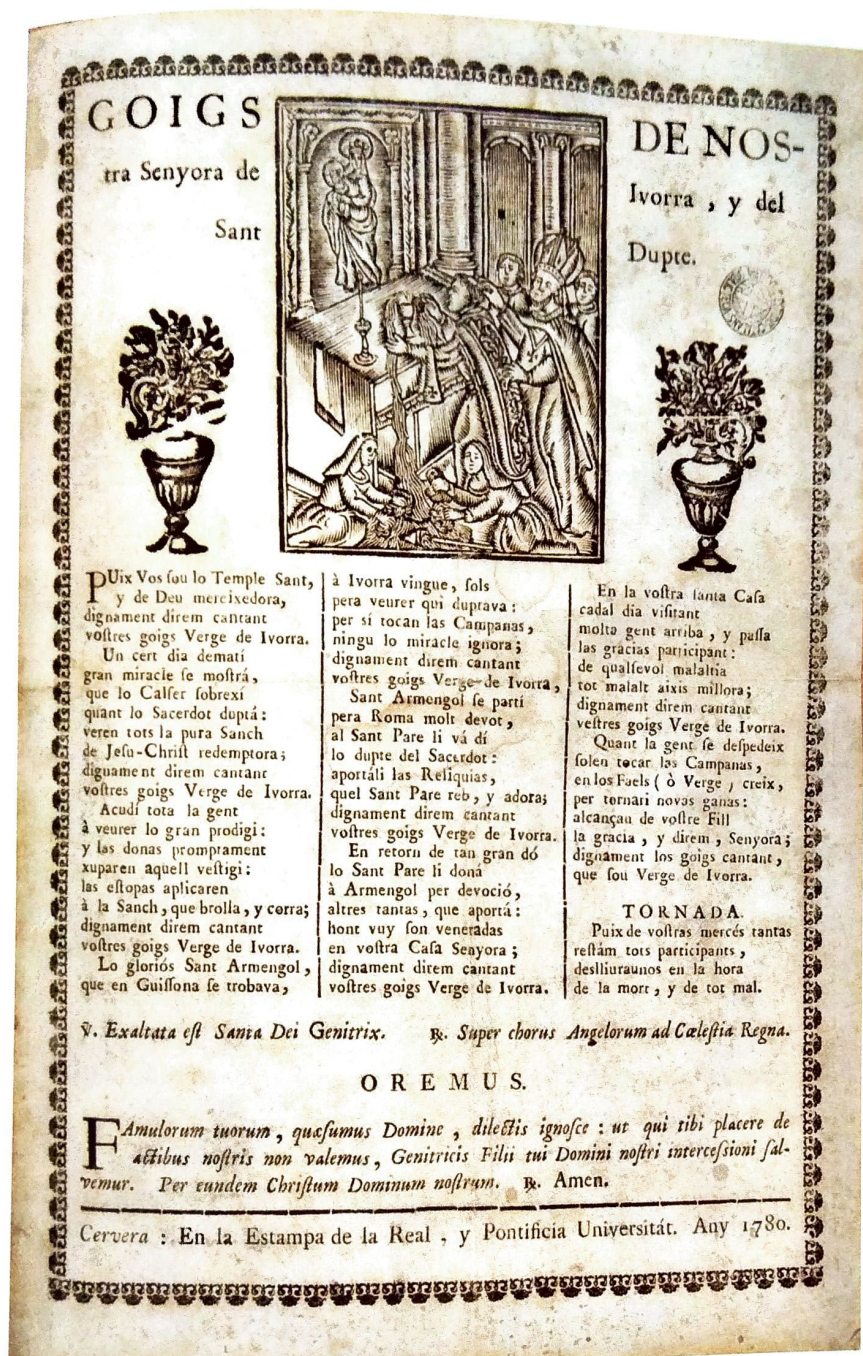 GOIGS DE NOS-
tra Senyora de Ivorra , y del
Sant Dupte.
PUix Vos ſou lo Temple Sant,
y de Deu mereixedora,
dignament direm cantant
voſtres goigs Verge de Ivorra.
Un cert dia dematí
gran miracle ſe moſtrá,
que lo Calſer ſobrexí
quant lo Sacerdot duptá:
veren tots la pura Sanch
de Jeſu-Chriſt redemptora;
dignament direm cantant
voſtres goigs Verge de Ivorra.
Acudí tota la gent
à veurer lo gran prodigi:
y las donas promptament
xuparen aquell veſtigi:
las eſtopas aplicaren
à la Sanch, que brolla, y corra;
dignament direm cantant
voſtres goigs Verge de Ivorra.
Lo gloriós Sant Armengol,
que en Guiſſona ſe trobava,
à Ivorra vingue, ſols
pera veurer qui duptava:
per sí tocan las Campanas,
ningu lo miracle ignora;
dignament direm cantant
voſtres goigs Verge de Ivorra,
Sant Armengol ſe partí
pera Roma molt devot,
al Sant Pare li vá dí
lo dupte del Sacerdot:
aportáli las Reliquias,
quel Sant Pare reb, y adora;
dignament direm cantant
voſtres goigs Verge de Ivorra.
En retorn de tan gran dó
lo Sant Pare li doná
à Armengol per devoció,
altres tantas, que aportá:
hont vuy ſon veneradas
en voſtra Caſa Senyora;
dignament direm cantant
voſtres goigs Verge de Ivorra.
En la voſtra ſanta Caſa
cadal dia viſitant
molta gent arriba, y paſſa
las gracias participant:
de qualſevol malaltia
tot malalt aixis millora;
dignament direm cantant
veſtres goigs Verge de Ivorra.
Quant la gent ſe deſpedeix
ſolen tocar las Campanas,
en los Faels ( ò Verge ) creix,
per tornari novas ganas:
alcançau de voſtre Fill
la gracia, y direm, Senyora;
dignament los goigs cantant,
que ſou Verge de Ivorra.
TORNADA.
Puix de voſtras mercés tantas
reſtám tots participants,
deslliuraunos en la hora
de la mort, y de tot mal.
℣. Exaltata eſt Santa Dei Genitrix. ℟. Super chorus Angelorum ad Cæleſtia Regna.
OREMUS.
FAmulorum tuorum, quæſumus Domine, dilectis ignoſce: ut qui tibi placere de
actibus noſtris non valemus, Genitricis Filii tui Domini noſtri interceſsioni ſal-
vemur. Per eundem Chriſtum Dominum noſtrum. ℟. Amen.
Cervera : En la Estampa de la Real, y Pontificia Universitát. Any 1780.